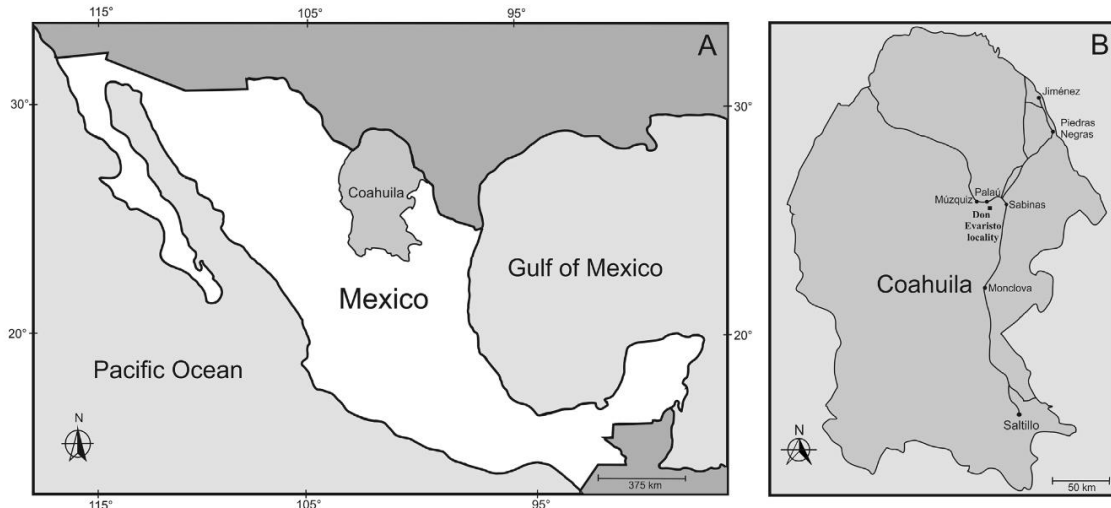 115°
105°
95°
A
30°
30°
Coahuila
Gulf of Mexico
Mexico
20°
20°
Pacific Ocean
N
375 km
115°
105°
95°
B
Jiménez
Piedras
Negras
Palaú
Múzquiz
Sabinas
Don
Evaristo
locality
Coahuila
Monclova
Saltillo
N
50 km